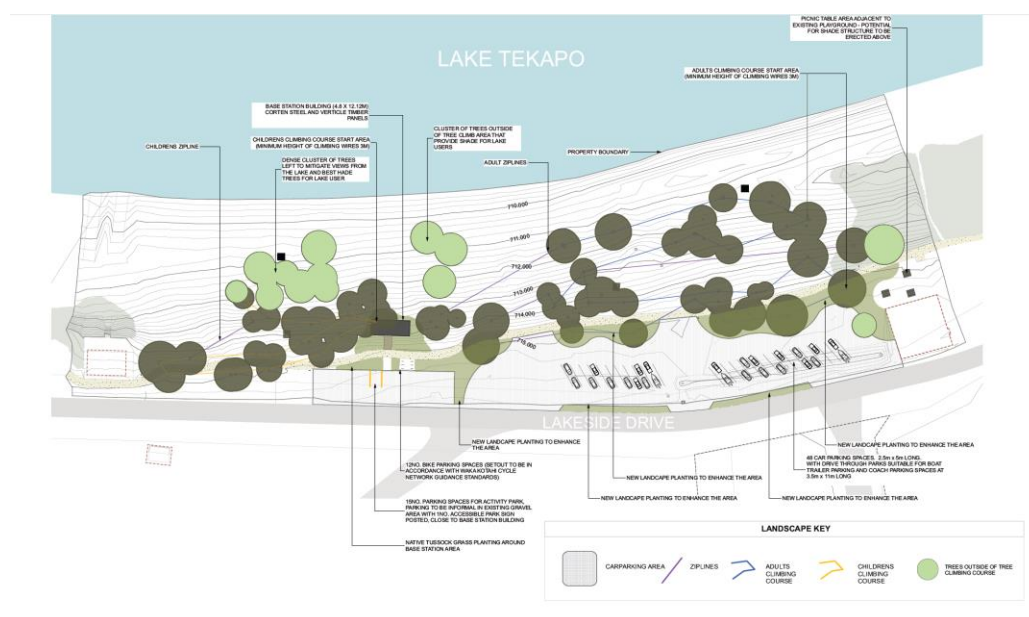 PICNIC TABLE AREA ADJACENT TO
EXISTING PLAYGROUND - POTENTIAL
FOR SHADE STRUCTURE TO BE
ERECTED ABOVE
LAKE TEKAPO
ADULTS CLIMBING COURSE START AREA
(MINIMUM HEIGHT OF CLIMBING WIRES 3M)
BASE STATION BUILDING (4.8 X 12.12M)
CORTEN STEEL AND VERTICLE TIMBER
PANELS
CLUSTER OF TREES OUTSIDE
OF TREE CLIMB AREA THAT
PROVIDE SHADE FOR LAKE
USERS
CHILDRENS CLIMBING COURSE START AREA
(MINIMUM HEIGHT OF CLIMBING WIRES 3M)
CHILDRENS ZIPLINE
DENSE CLUSTER OF TREES
LEFT TO MITIGATE VIEWS FROM
THE LAKE AND BEST HADE
TREES FOR LAKE USER
ADULT ZIPLINES
PROPERTY BOUNDARY
710.000
711.000
712.000
713.000
714.000
715.000
LAKESIDE DRIVE
NEW LANDSCAPE PLANTING TO ENHANCE
THE AREA
NEW LANDSCAPE PLANTING TO ENHANCE THE AREA
48 CAR PARKING SPACES. 2.5m x 5m LONG.
WITH DRIVE THROUGH PARKS SUITABLE FOR BOAT
TRAILER PARKING AND COACH PARKING SPACES AT
3.5m x 11m LONG
12NO. BIKE PARKING SPACES (SETOUT TO BE IN
ACCORDANCE WITH WAKA KOTAHI CYCLE
NETWORK GUIDANCE STANDARDS)
NEW LANDSCAPE PLANTING TO ENHANCE THE AREA
NEW LANDSCAPE PLANTING TO ENHANCE THE AREA
NEW LANDSCAPE PLANTING TO ENHANCE THE AREA
15NO. PARKING SPACES FOR ACTIVITY PARK,
PARKING TO BE INFORMAL IN EXISTING GRAVEL
AREA WITH 1NO. ACCESSIBLE PARK SIGN
POSTED, CLOSE TO BASE STATION BUILDING
NATIVE TUSSOCK GRASS PLANTING AROUND
BASE STATION AREA
LANDSCAPE KEY
CARPARKING AREA
ZIPLINES
ADULTS
CLIMBING
COURSE
CHILDRENS
CLIMBING
COURSE
TREES OUTSIDE OF TREE
CLIMBING COURSE